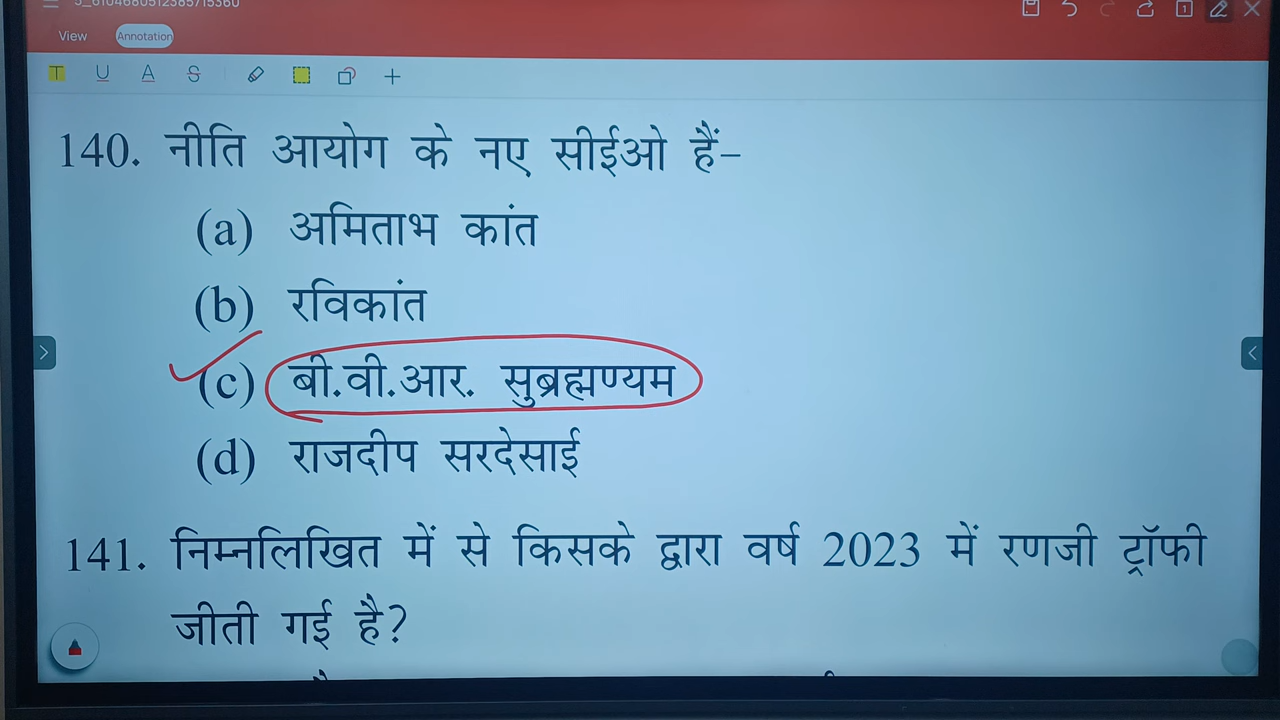 View Annotation
T U A S
140. नीति आयोग के नए सीईओ हैं–
(a) अमिताभ कांत
(b) रविकांत
(c) बी.वी.आर. सुब्रह्मण्यम
(d) राजदीप सरदेसाई
141. निम्नलिखित में से किसके द्वारा वर्ष 2023 में रणजी ट्रॉफी
जीती गई है?